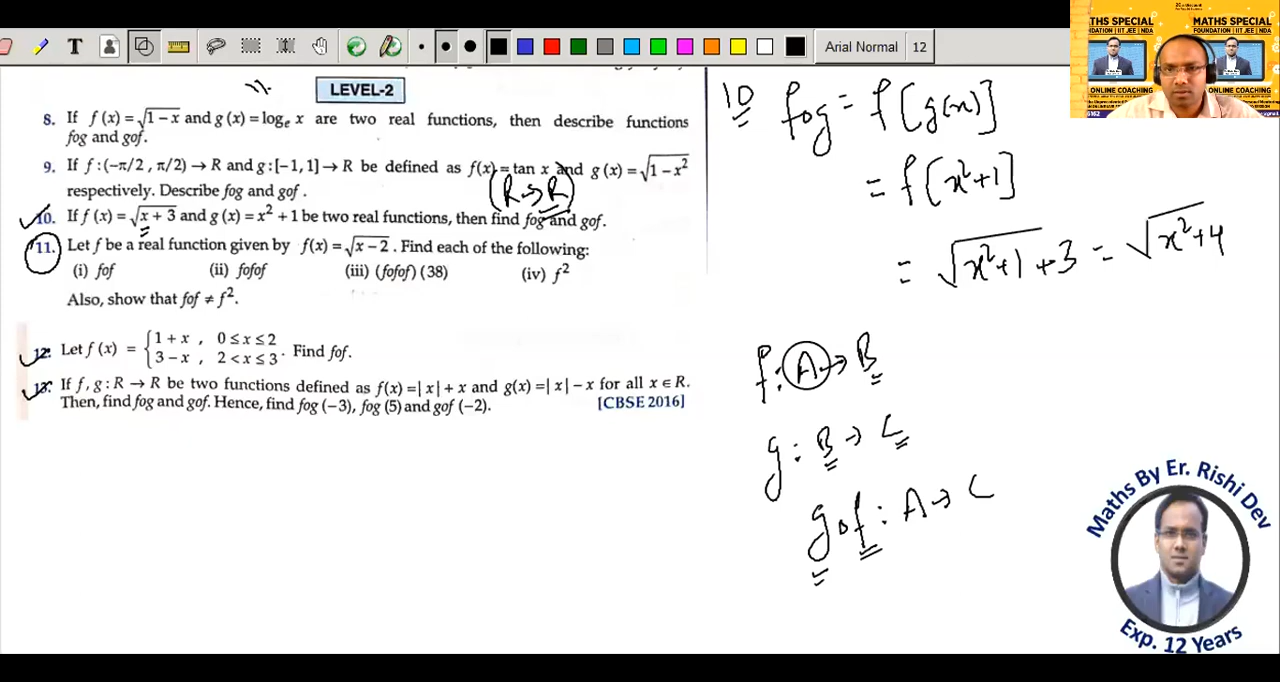 Arial Normal 12
THS SPECIAL MATHS SPECIAL
NDATION | IIT JEE | NDA FOUNDATION | IIT JEE | NDA
ONLINE COACHING ONLINE COACHING
LEVEL-2
8. If f(x) = √(1−x) and g(x) = logₑ x are two real functions, then describe functions
fog and gof.
9. If f : (−π/2, π/2) → R and g : [−1, 1] → R be defined as f(x) = tan x and g(x) = √(1−x²)
respectively. Describe fog and gof.
(R→R)
10. If f(x) = √(x+3) and g(x) = x² + 1 be two real functions, then find fog and gof.
11. Let f be a real function given by f(x) = √(x−2). Find each of the following:
(i) fof (ii) fofof (iii) (fofof) (38) (iv) f²
Also, show that fof ≠ f².
12. Let f(x) = { 1 + x , 0 ≤ x ≤ 2
3 − x , 2 < x ≤ 3 . Find fof.
13. If f, g : R → R be two functions defined as f(x) = | x | + x and g(x) = | x | − x for all x ∈ R.
Then, find fog and gof. Hence, find fog (−3), fog (5) and gof (−2). [CBSE 2016]
10 fog = f[g(x)]
= f[x²+1]
= √(x²+1+3) = √(x²+4)
f: A → B
g: B → C
gof: A → C
Maths By Er. Rishi Dev
Exp. 12 Years